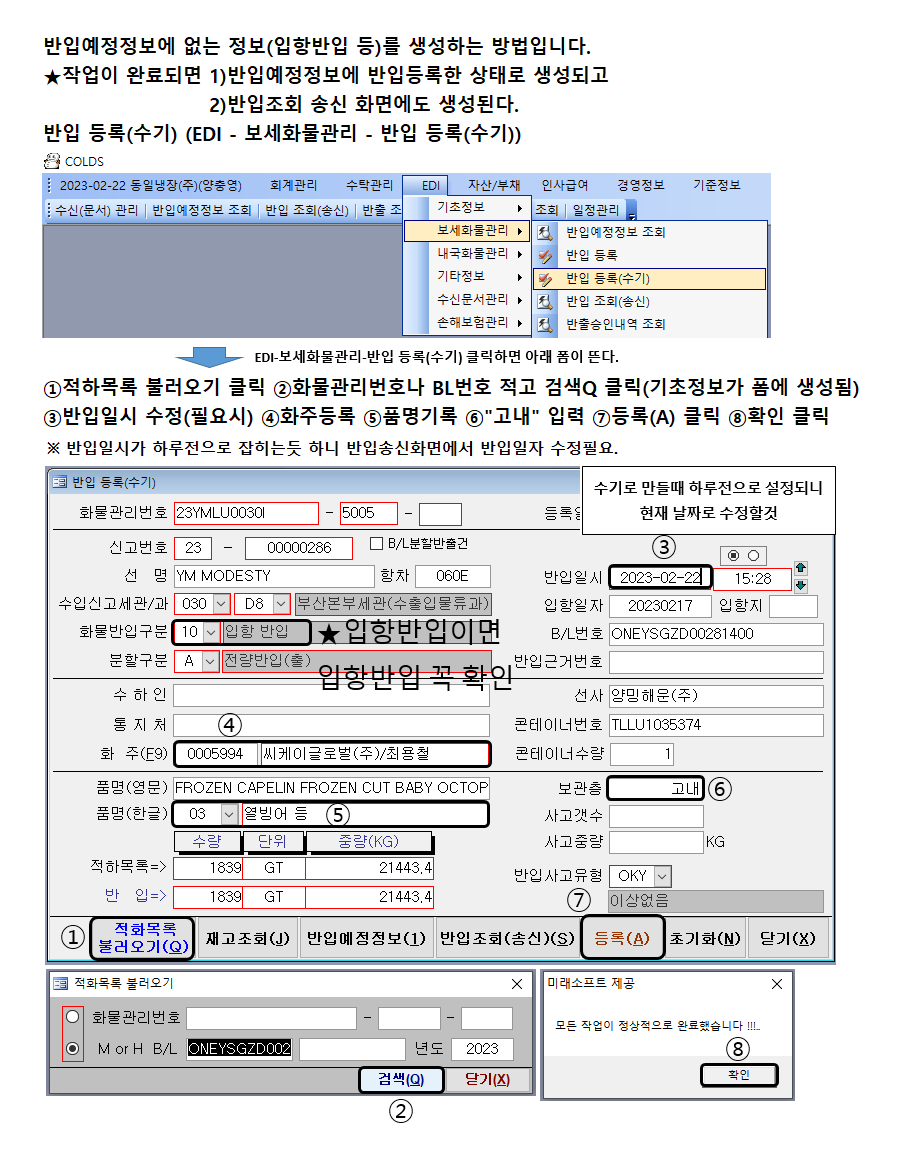 반입예정정보에 없는 정보(입항반입 등)를 생성하는 방법입니다.
★작업이 완료되면 1)반입예정정보에 반입등록한 상태로 생성되고
2)반입조회 송신 화면에도 생성된다.
반입 등록(수기) (EDI - 보세화물관리 - 반입 등록(수기))
COLDS
2023-02-22 동일냉장(주)(양충영) 회계관리 수탁관리 EDI 자산/부채 인사급여 경영정보 기준정보
수신(문서) 관리 반입예정정보 조회 반입 조회(송신) 반출 조 조회 일정관리
기초정보
보세화물관리
내국화물관리
기타정보
수신문서관리
손해보험관리
반입예정정보 조회
반입 등록
반입 등록(수기)
반입 조회(송신)
반출승인내역 조회
EDI-보세화물관리-반입 등록(수기) 클릭하면 아래 폼이 뜬다.
①적하목록 불러오기 클릭 ②화물관리번호나 BL번호 적고 검색Q 클릭(기초정보가 폼에 생성됨)
③반입일시 수정(필요시) ④화주등록 ⑤품명기록 ⑥"고내" 입력 ⑦등록(A) 클릭 ⑧확인 클릭
※ 반입일시가 하루전으로 잡히는듯 하니 반입송신화면에서 반입일자 수정필요.
반입 등록(수기)
수기로 만들때 하루전으로 설정되니
현재 날짜로 수정할것
화물관리번호 23YMLU0030I - 5005 -
신고번호 23 - 00000286 B/L분할반출건
③
선 명 YM MODESTY 항차 060E 반입일시 2023-02-22 15:28
수입신고세관/과 030 D8 부산본부세관(수출입물류과) 입항일자 20230217 입항지
화물반입구분 10 입항 반입 ★입항반입이면 B/L번호 ONEYSGZD00281400
분할구분 A 전량반입(출) 반입근거번호
입항반입 꼭 확인
수 하 인 선사 양밍해운(주)
통 지 처 ④ 콘테이너번호 TLLU1035374
화 주(F9) 0005994 씨케이글로벌(주)/최용철 콘테이너수량 1
품명(영문) FROZEN CAPELIN FROZEN CUT BABY OCTOP 보관층 고내 ⑥
품명(한글) 03 열빙어 등 ⑤ 사고갯수
수량 단위 중량(KG) 사고중량 KG
적하목록=> 1839 GT 21443.4 반입사고유형 OKY
반 입=> 1839 GT 21443.4 ⑦ 이상없음
① 적화목록
불러오기(Q) 재고조회(J) 반입예정정보(1) 반입조회(송신)(S) 등록(A) 초기화(N) 닫기(X)
적화목록 불러오기
화물관리번호 - -
M or H B/L ONEYSGZD002 년도 2023
검색(Q) 닫기(X)
②
미래소프트 제공
모든 작업이 정상적으로 완료했습니다 !!!..
⑧
확인